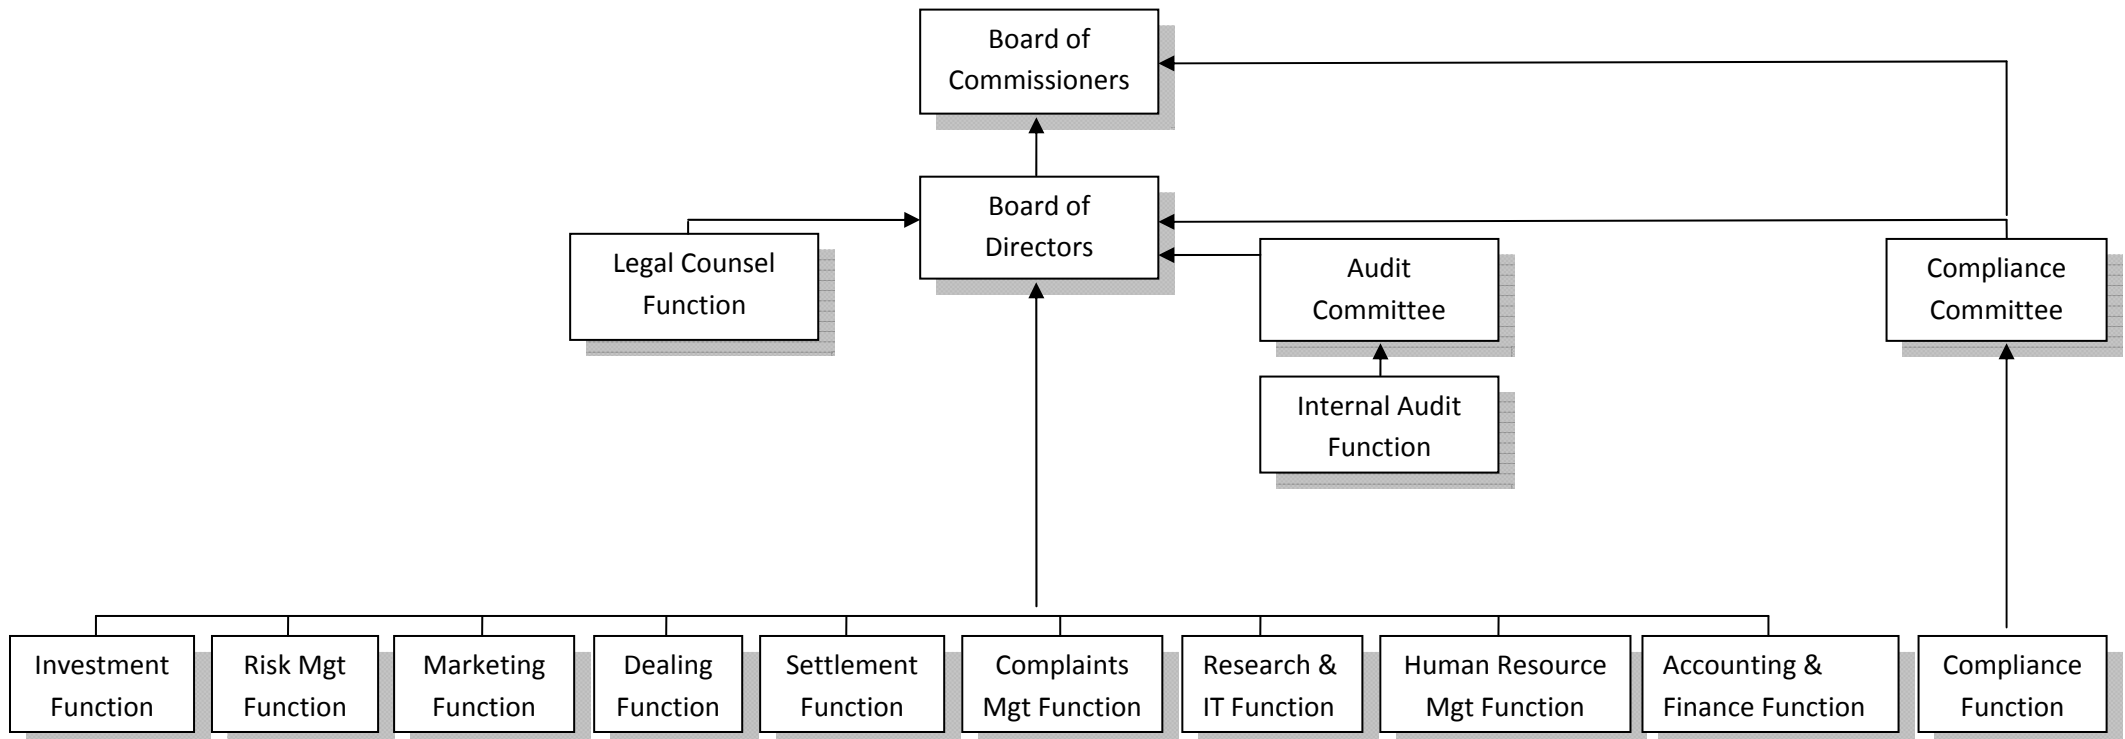 Board of
Commissioners
Board of
Directors
Legal Counsel
Function
Audit
Committee
Compliance
Committee
Internal Audit
Function
Investment
Function
Risk Mgt
Function
Marketing
Function
Dealing
Function
Settlement
Function
Complaints
Mgt Function
Research &
IT Function
Human Resource
Mgt Function
Accounting &
Finance Function
Compliance
Function